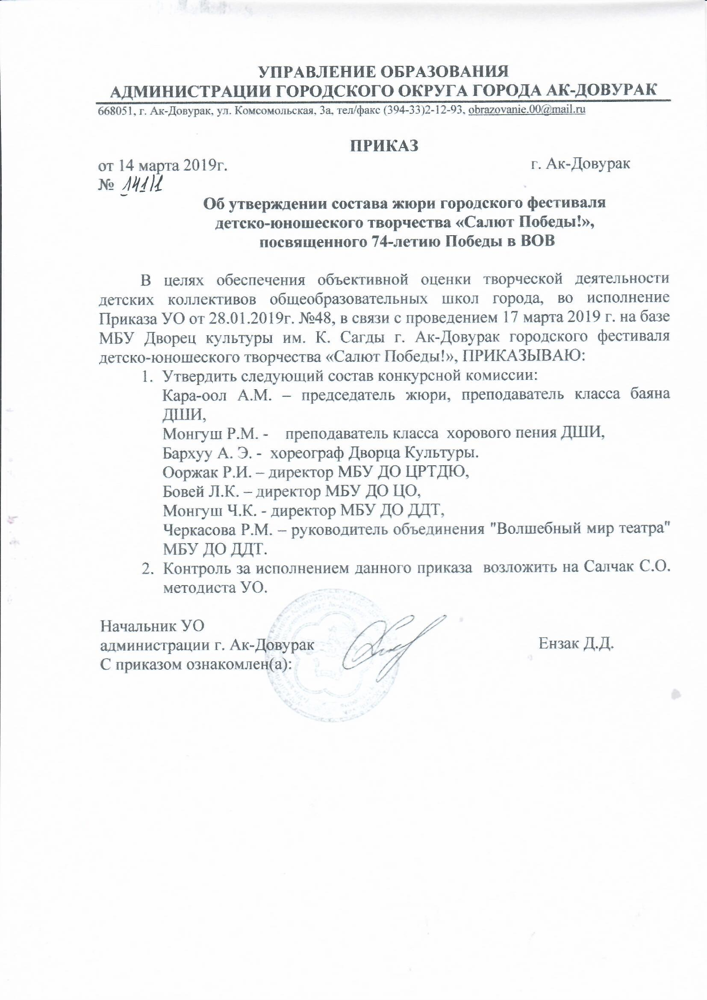 УПРАВЛЕНИЕ ОБРАЗОВАНИЯ
АДМИНИСТРАЦИИ ГОРОДСКОГО ОКРУГА ГОРОДА АК-ДОВУРАК
668051, г. Ак-Довурак, ул. Комсомольская, 3а, тел/факс (394-33)2-12-93, obrazovanie.00@mail.ru
ПРИКАЗ
от 14 марта 2019г. г. Ак-Довурак
№ 141/1
Об утверждении состава жюри городского фестиваля
детско-юношеского творчества «Салют Победы!»,
посвященного 74-летию Победы в ВОВ
В целях обеспечения объективной оценки творческой деятельности
детских коллективов общеобразовательных школ города, во исполнение
Приказа УО от 28.01.2019г. №48, в связи с проведением 17 марта 2019 г. на базе
МБУ Дворец культуры им. К. Сагды г. Ак-Довурак городского фестиваля
детско-юношеского творчества «Салют Победы!», ПРИКАЗЫВАЮ:
1. Утвердить следующий состав конкурсной комиссии:
Кара-оол А.М. – председатель жюри, преподаватель класса баяна
ДШИ,
Монгуш Р.М. - преподаватель класса хорового пения ДШИ,
Бархуу А. Э. - хореограф Дворца Культуры.
Ооржак Р.И. – директор МБУ ДО ЦРТДЮ,
Бовей Л.К. – директор МБУ ДО ЦО,
Монгуш Ч.К. - директор МБУ ДО ДДТ,
Черкасова Р.М. – руководитель объединения "Волшебный мир театра"
МБУ ДО ДДТ.
2. Контроль за исполнением данного приказа возложить на Салчак С.О.
методиста УО.
Начальник УО
администрации г. Ак-Довурак Ензак Д.Д.
С приказом ознакомлен(а):